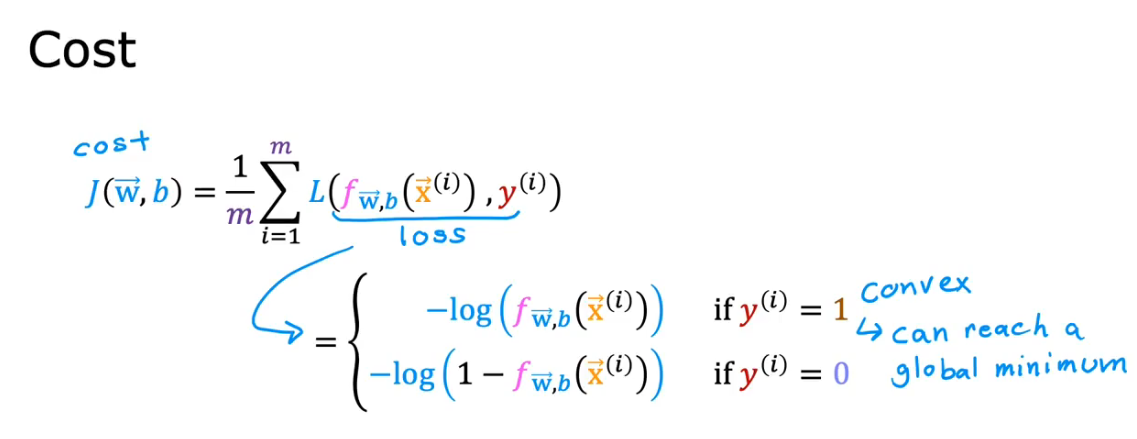 Cost
cost
J(w⃗, b) = 1/m ∑_{i=1}^{m} L(f_{w⃗,b}(x⃗^{(i)}), y^{(i)})
loss
= { −log(f_{w⃗,b}(x⃗^{(i)})) if y^{(i)} = 1 convex
↳ can reach a
−log(1 − f_{w⃗,b}(x⃗^{(i)})) if y^{(i)} = 0 global minimum